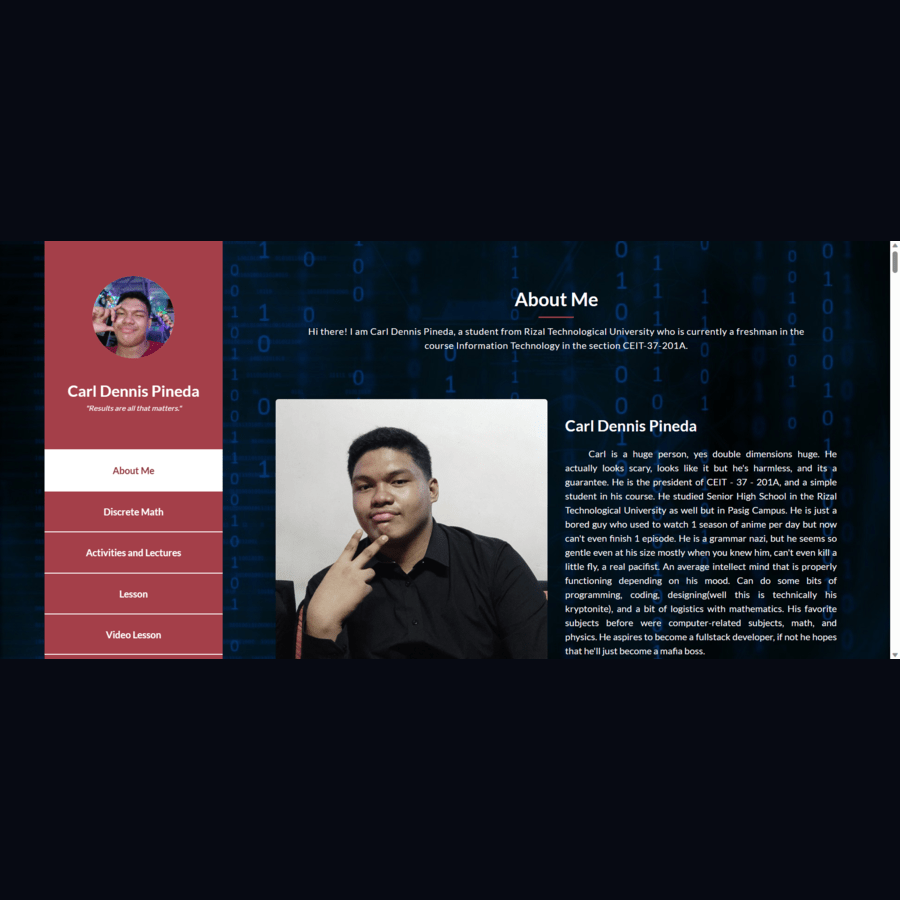 Carl Dennis Pineda
"Results are all that matters."
About Me
Discrete Math
Activities and Lectures
Lesson
Video Lesson
About Me
Hi there! I am Carl Dennis Pineda, a student from Rizal Technological University who is currently a freshman in the
course Information Technology in the section CEIT-37-201A.
Carl Dennis Pineda
Carl is a huge person, yes double dimensions huge. He
actually looks scary, looks like it but he's harmless, and its a
guarantee. He is the president of CEIT - 37 - 201A, and a simple
student in his course. He studied Senior High School in the Rizal
Technological University as well but in Pasig Campus. He is just a
bored guy who used to watch 1 season of anime per day but now
can't even finish 1 episode. He is a grammar nazi, but he seems so
gentle even at his size mostly when you knew him, can't even kill a
little fly, a real pacifist. An average intellect mind that is properly
functioning depending on his mood. Can do some bits of
programming, coding, designing(well this is technically his
kryptonite), and a bit of logistics with mathematics. His favorite
subjects before were computer-related subjects, math, and
physics. He aspires to become a fullstack developer, if not he hopes
that he'll just become a mafia boss.